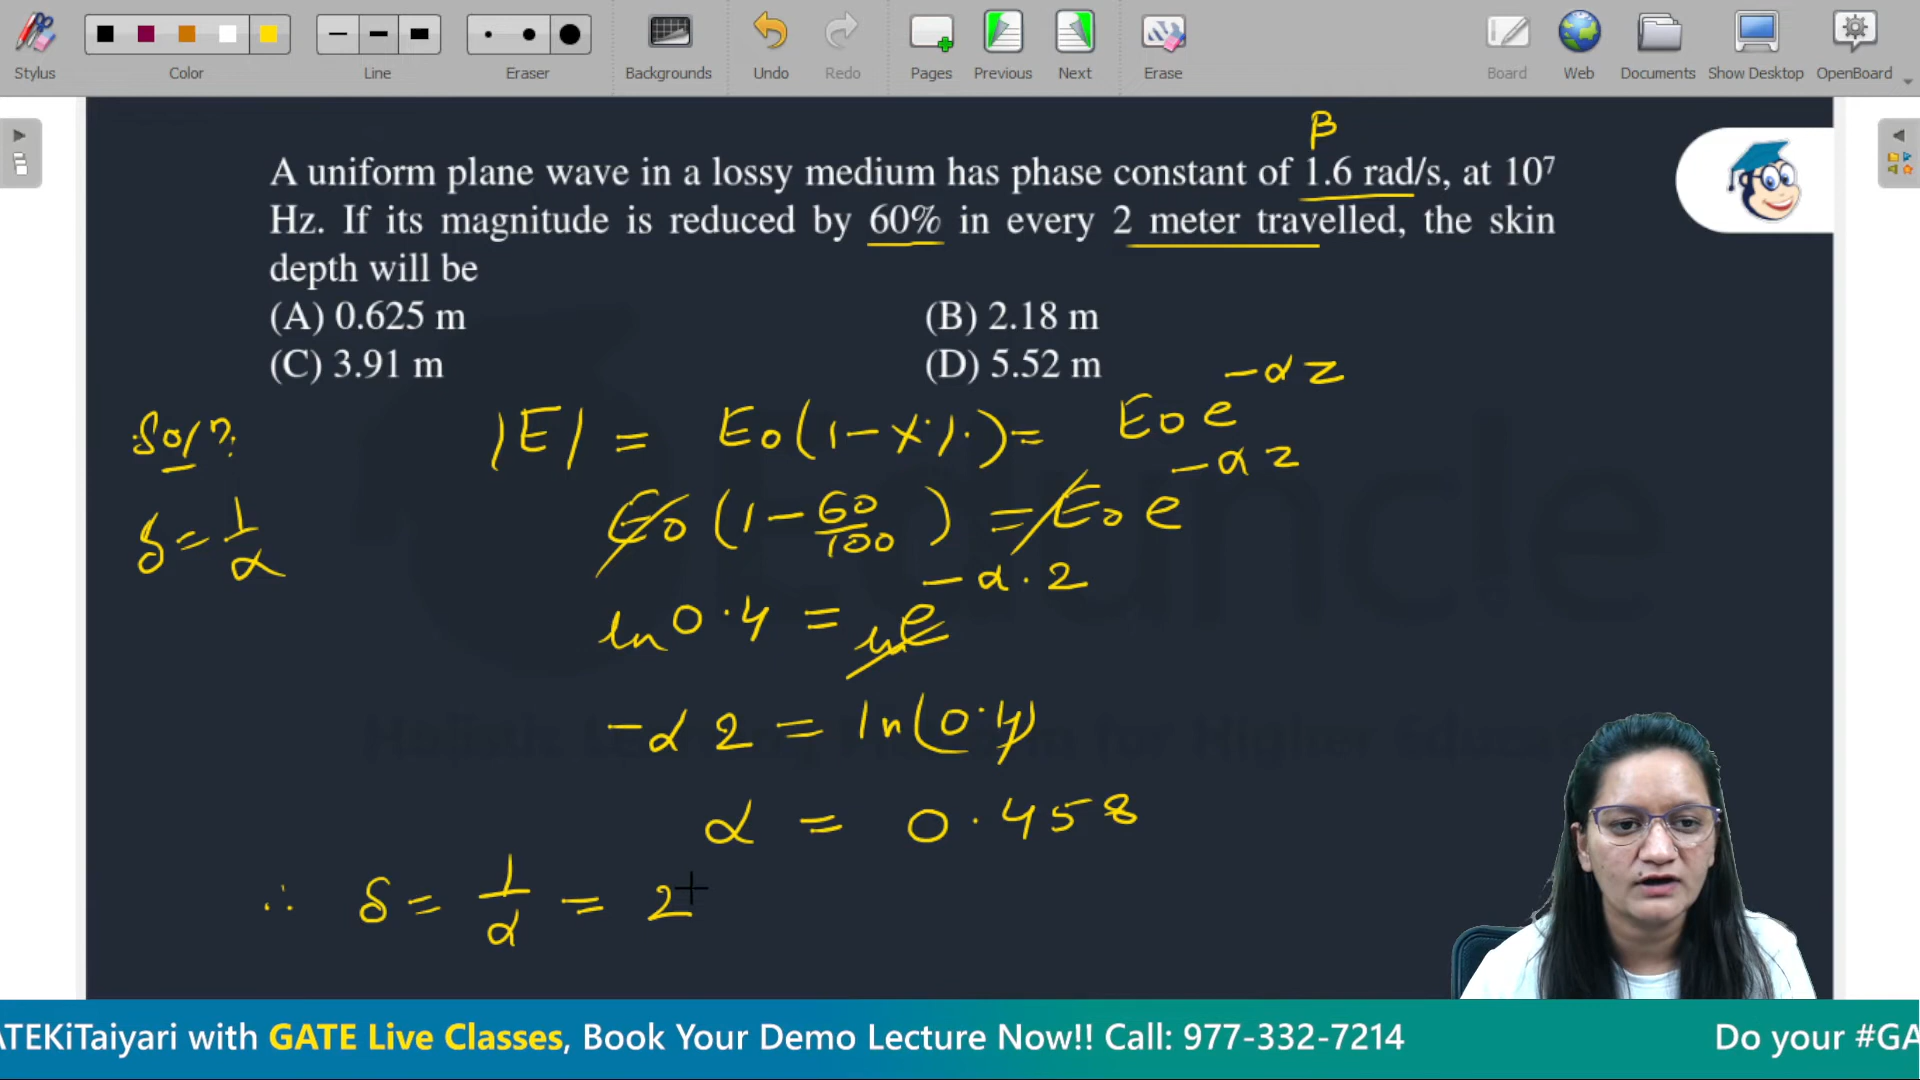 Stylus
Color
Line
Eraser
Backgrounds
Undo
Redo
Pages
Previous
Next
Erase
Board
Web
Documents
Show Desktop
OpenBoard
β
A uniform plane wave in a lossy medium has phase constant of 1.6 rad/s, at 10⁷
Hz. If its magnitude is reduced by 60% in every 2 meter travelled, the skin
depth will be
(A) 0.625 m
(B) 2.18 m
(C) 3.91 m
(D) 5.52 m
Sol?
|E| = E₀(1-x%) = E₀ e^{-αz}
δ = 1/α
E₀ (1 - 60/100) = E₀ e^{-αz}
ln 0.4 = ln e^{-α.2}
-α 2 = ln(0.4)
α = 0.458
∴ δ = 1/α = 2
ATEKiTaiyari with GATE Live Classes, Book Your Demo Lecture Now!! Call: 977-332-7214
Do your #GA